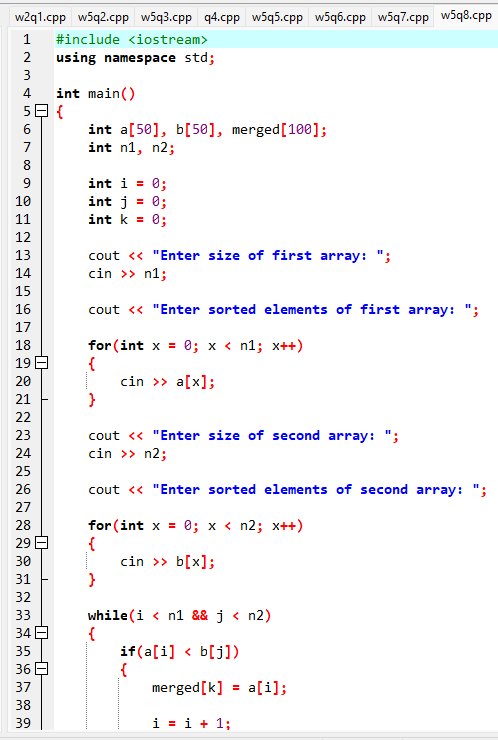 w2q1.cpp w5q2.cpp w5q3.cpp q4.cpp w5q5.cpp w5q6.cpp w5q7.cpp w5q8.cpp
1 #include <iostream>
2 using namespace std;
3
4 int main()
5 {
6 int a[50], b[50], merged[100];
7 int n1, n2;
8
9 int i = 0;
10 int j = 0;
11 int k = 0;
12
13 cout << "Enter size of first array: ";
14 cin >> n1;
15
16 cout << "Enter sorted elements of first array: ";
17
18 for(int x = 0; x < n1; x++)
19 {
20 cin >> a[x];
21 }
22
23 cout << "Enter size of second array: ";
24 cin >> n2;
25
26 cout << "Enter sorted elements of second array: ";
27
28 for(int x = 0; x < n2; x++)
29 {
30 cin >> b[x];
31 }
32
33 while(i < n1 && j < n2)
34 {
35 if(a[i] < b[j])
36 {
37 merged[k] = a[i];
38
39 i = i + 1;